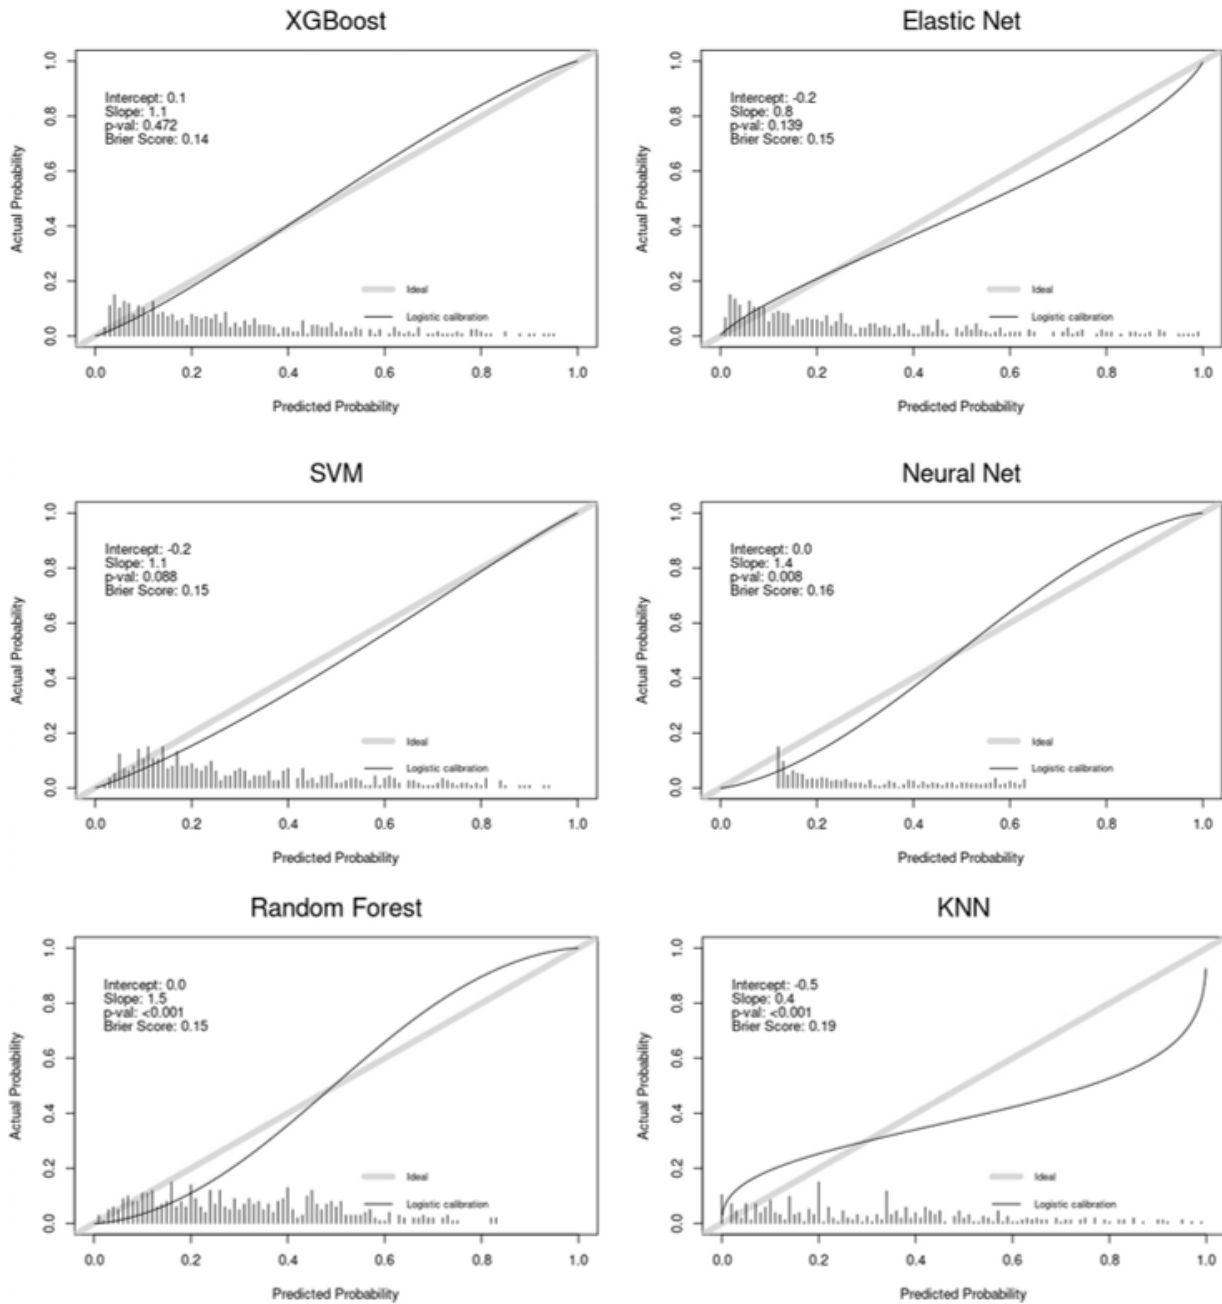 XGBoost
Intercept: 0.1
Slope: 1.1
p-val: 0.472
Brier Score: 0.14
Actual Probability
0.0 0.2 0.4 0.6 0.8 1.0
Ideal
Logistic calibration
0.0 0.2 0.4 0.6 0.8 1.0
Predicted Probability
Elastic Net
Intercept: -0.2
Slope: 0.8
p-val: 0.139
Brier Score: 0.15
Actual Probability
0.0 0.2 0.4 0.6 0.8 1.0
Ideal
Logistic calibration
0.0 0.2 0.4 0.6 0.8 1.0
Predicted Probability
SVM
Intercept: -0.2
Slope: 1.1
p-val: 0.088
Brier Score: 0.15
Actual Probability
0.0 0.2 0.4 0.6 0.8 1.0
Ideal
Logistic calibration
0.0 0.2 0.4 0.6 0.8 1.0
Predicted Probability
Neural Net
Intercept: 0.0
Slope: 1.4
p-val: 0.008
Brier Score: 0.16
Actual Probability
0.0 0.2 0.4 0.6 0.8 1.0
Ideal
Logistic calibration
0.0 0.2 0.4 0.6 0.8 1.0
Predicted Probability
Random Forest
Intercept: 0.0
Slope: 1.5
p-val: <0.001
Brier Score: 0.15
Actual Probability
0.0 0.2 0.4 0.6 0.8 1.0
Ideal
Logistic calibration
0.0 0.2 0.4 0.6 0.8 1.0
Predicted Probability
KNN
Intercept: -0.5
Slope: 0.4
p-val: <0.001
Brier Score: 0.19
Actual Probability
0.0 0.2 0.4 0.6 0.8 1.0
Ideal
Logistic calibration
0.0 0.2 0.4 0.6 0.8 1.0
Predicted Probability